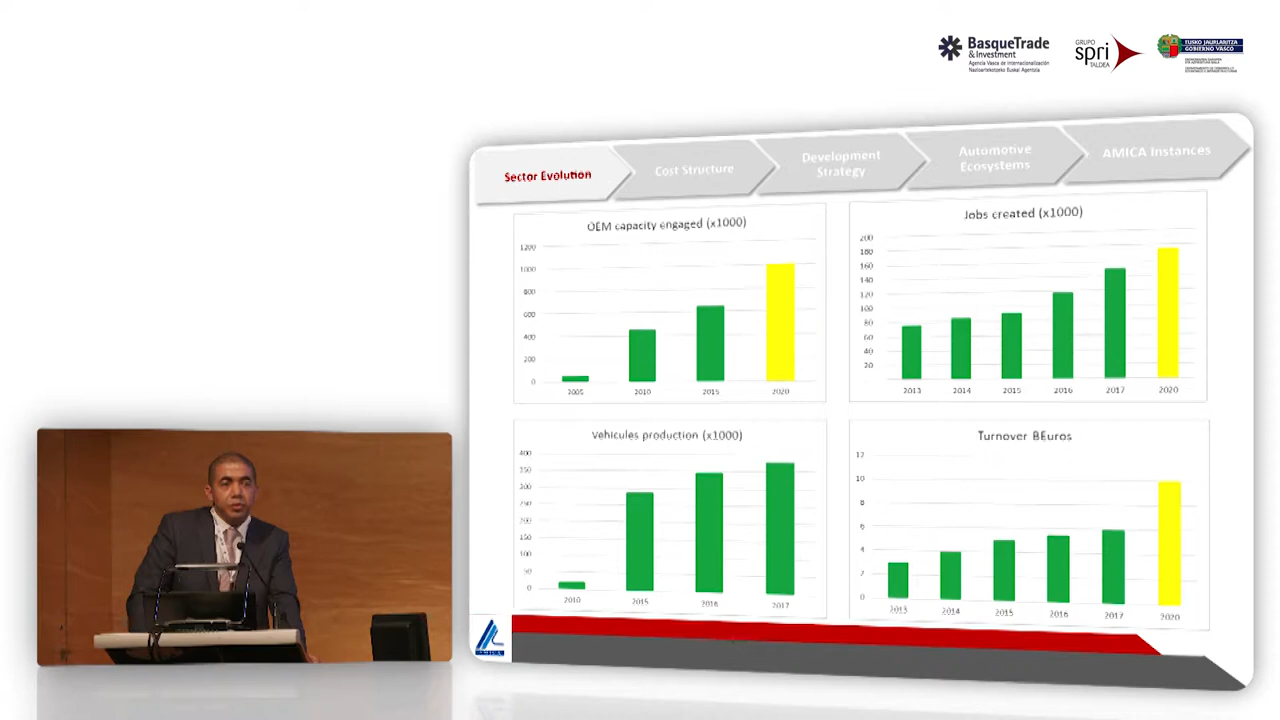 BasqueTrade
& Investment
Agencia Vasca de Internacionalización
Nazioartekotzeko Euskal Agentzia
GRUPO
spri
TALDEA
EUSKO JAURLARITZA
GOBIERNO VASCO
Sector Evolution
Cost Structure
Development
Strategy
Automotive
Ecosystems
AMICA Instances
OEM capacity engaged (x1000)
1200
1000
800
600
400
200
0
2005
2010
2015
2020
Jobs created (x1000)
200
180
160
140
120
100
80
60
40
20
2013
2014
2015
2016
2017
2020
Vehicules production (x1000)
400
350
300
250
200
150
100
50
0
2010
2015
2016
2017
Turnover BEuros
12
10
8
6
4
2
0
2013
2014
2015
2016
2017
2020
AMICA